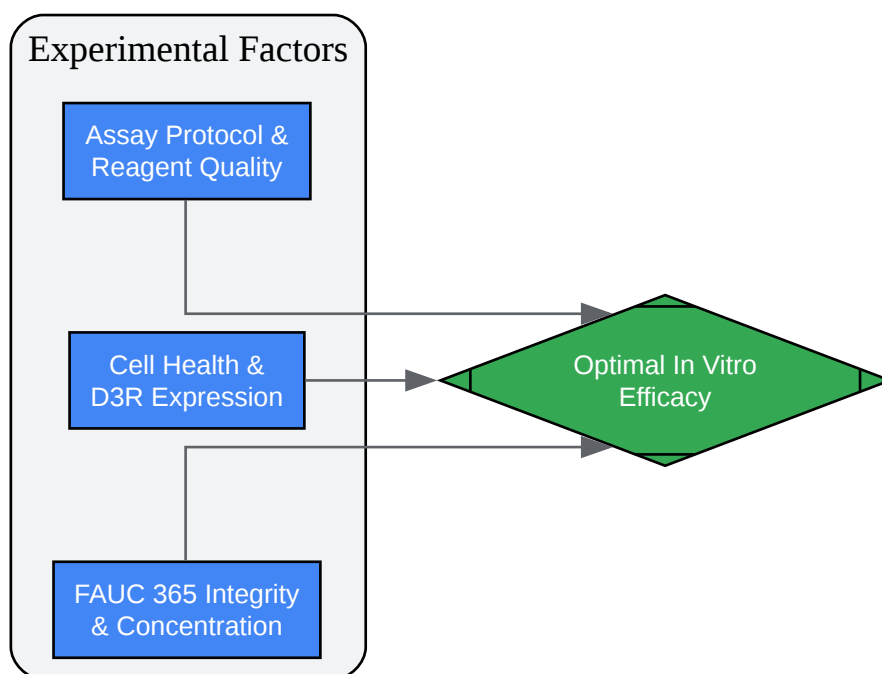 Experimental Factors
Assay Protocol &
Reagent Quality
Cell Health &
D3R Expression
Optimal In Vitro
Efficacy
FAUC 365 Integrity
& Concentration